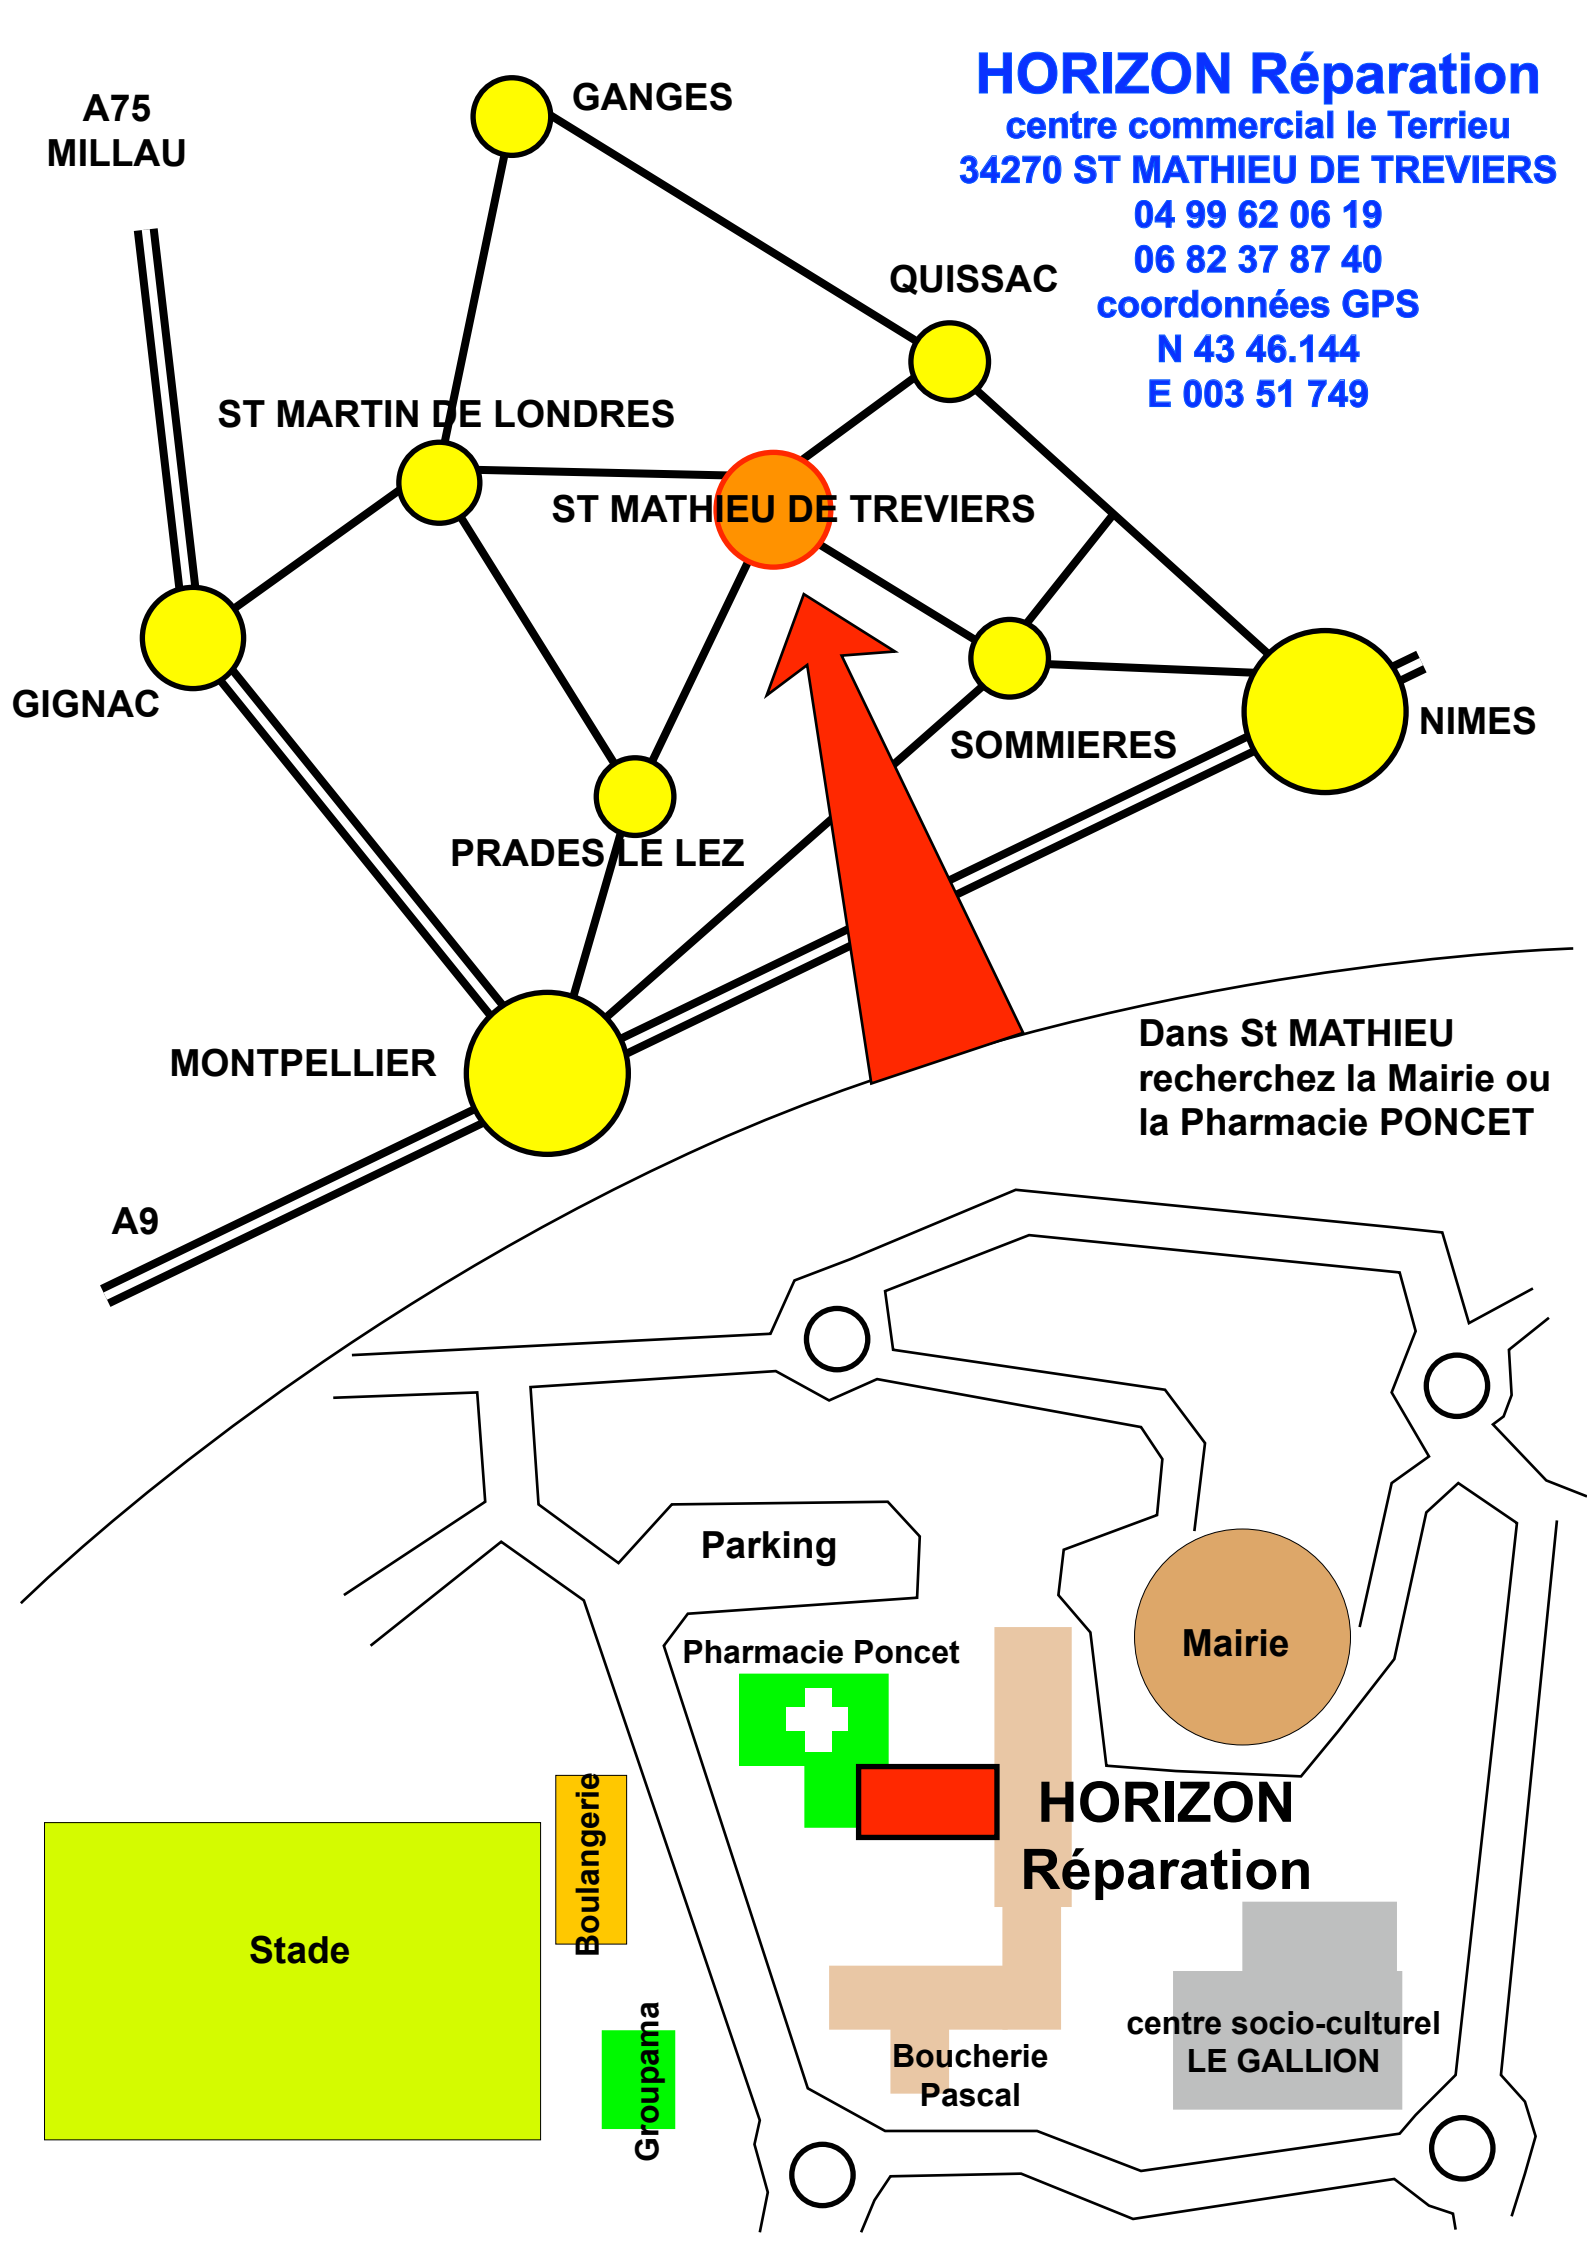 HORIZON Réparation
centre commercial le Terrieu
34270 ST MATHIEU DE TREVIERS
04 99 62 06 19
06 82 37 87 40
coordonnées GPS
N 43 46.144
E 003 51 749
A75
MILLAU
GANGES
QUISSAC
ST MARTIN DE LONDRES
ST MATHIEU DE TREVIERS
GIGNAC
SOMMIERES
NIMES
PRADES LE LEZ
MONTPELLIER
A9
Dans St MATHIEU
recherchez la Mairie ou
la Pharmacie PONCET
Parking
Pharmacie Poncet
Mairie
HORIZON
Réparation
Boulangerie
Stade
Groupama
Boucherie
Pascal
centre socio-culturel
LE GALLION